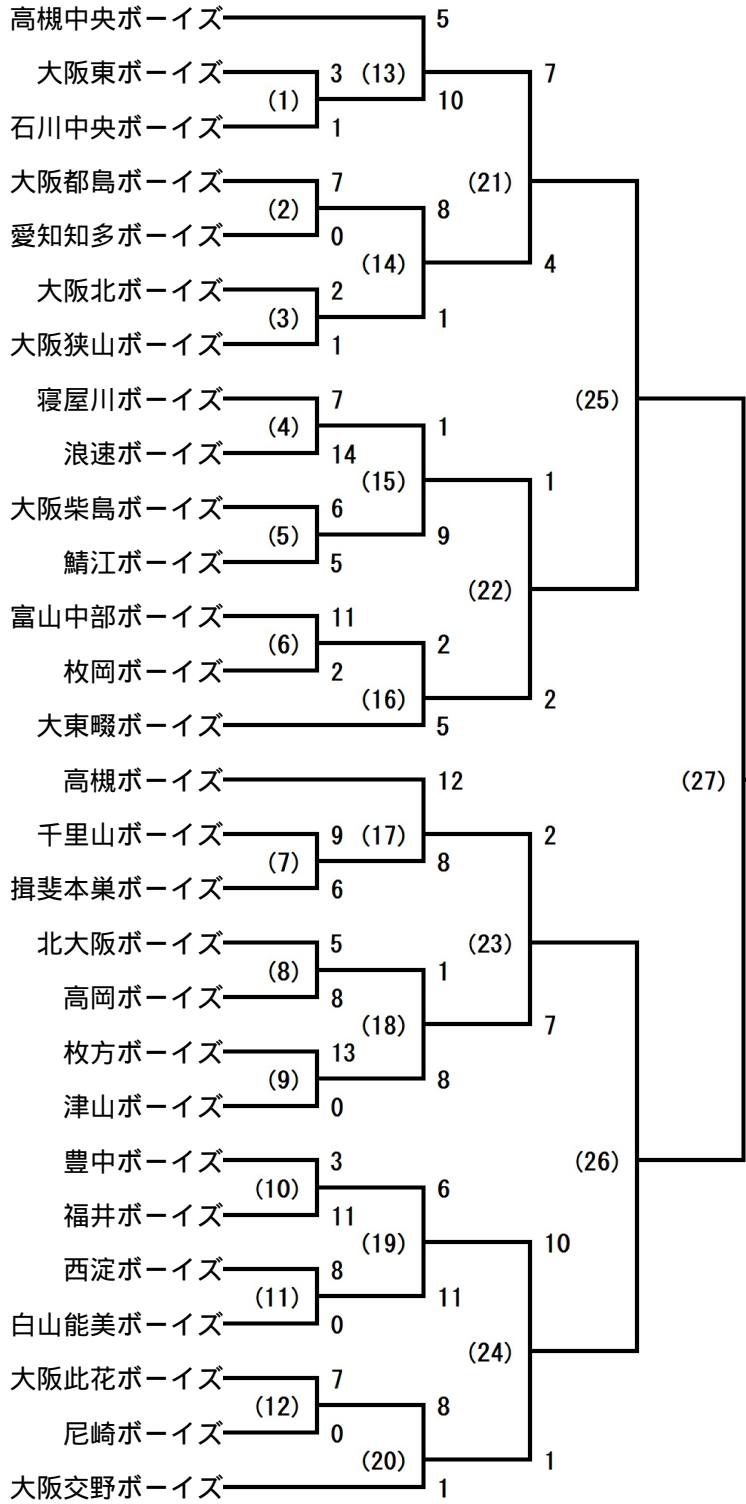 高槻中央ボーイズ 5
大阪東ボーイズ 3 (13) 7
(1) 10
石川中央ボーイズ 1
大阪都島ボーイズ 7 (21)
(2) 8
愛知知多ボーイズ 0
(14) 4
大阪北ボーイズ 2
(3) 1
大阪狭山ボーイズ 1
寝屋川ボーイズ 7 (25)
(4) 1
浪速ボーイズ 14
(15) 1
大阪柴島ボーイズ 6
(5) 9
鯖江ボーイズ 5
(22)
富山中部ボーイズ 11
(6) 2
枚岡ボーイズ 2
(16) 2
大東畷ボーイズ 5
高槻ボーイズ 12 (27)
千里山ボーイズ 9 (17) 2
(7) 8
揖斐本巣ボーイズ 6
北大阪ボーイズ 5 (23)
(8) 1
高岡ボーイズ 8
(18) 7
枚方ボーイズ 13
(9) 8
津山ボーイズ 0
豊中ボーイズ 3 (26)
(10) 6
福井ボーイズ 11
(19) 10
西淀ボーイズ 8
(11) 11
白山能美ボーイズ 0
(24)
大阪此花ボーイズ 7
(12) 8
尼崎ボーイズ 0
(20) 1
大阪交野ボーイズ 1